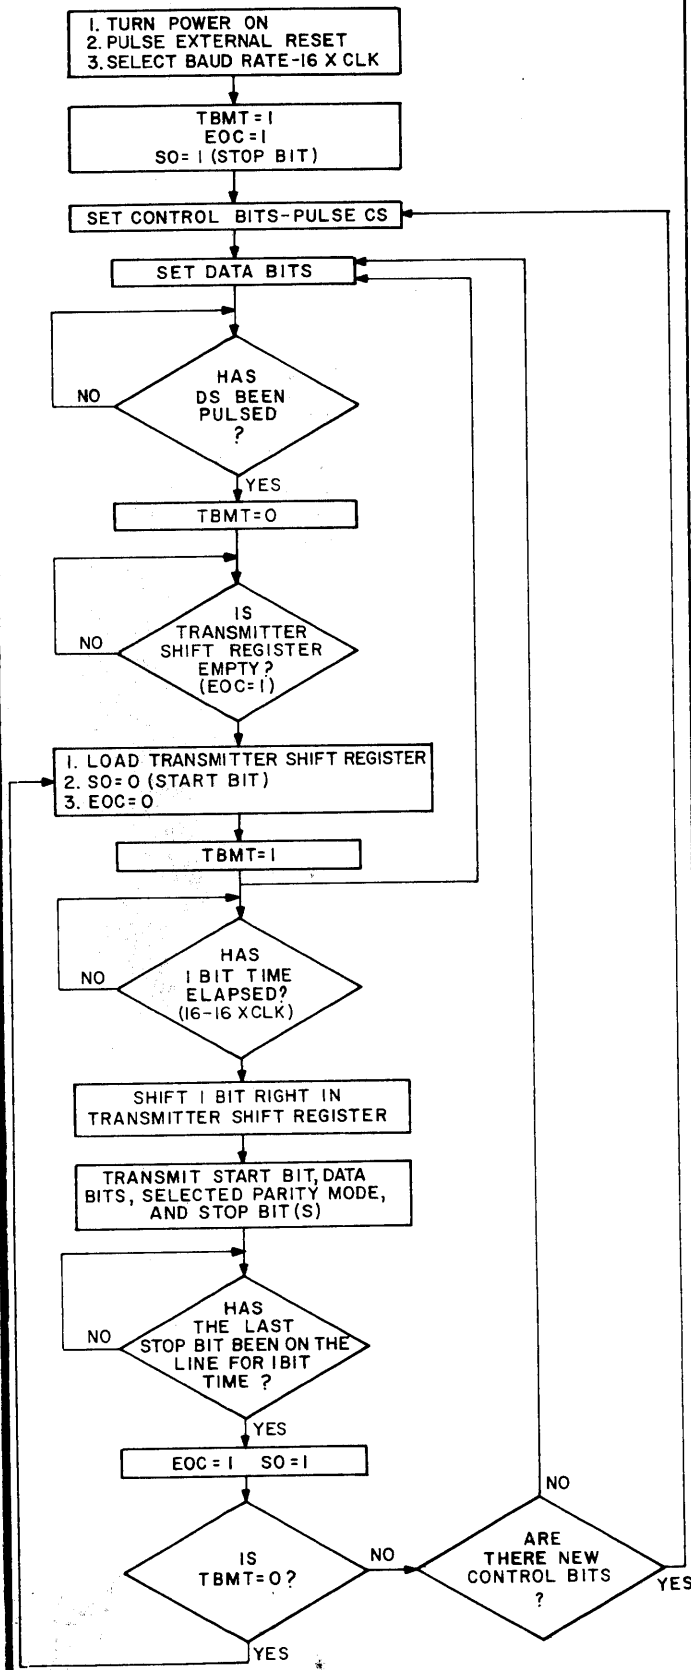 1. TURN POWER ON
2. PULSE EXTERNAL RESET
3. SELECT BAUD RATE-16 X CLK
TBMT=1
EOC=1
SO=1 (STOP BIT)
SET CONTROL BITS-PULSE CS
SET DATA BITS
HAS
DS BEEN
PULSED
?
NO
YES
TBMT=0
IS
TRANSMITTER
SHIFT REGISTER
EMPTY?
(EOC=1)
NO
1. LOAD TRANSMITTER SHIFT REGISTER
2. SO=0 (START BIT)
3. EOC=0
TBMT=1
HAS
1 BIT TIME
ELAPSED?
(16-16 XCLK)
NO
SHIFT 1 BIT RIGHT IN
TRANSMITTER SHIFT REGISTER
TRANSMIT START BIT, DATA
BITS, SELECTED PARITY MODE,
AND STOP BIT(S)
HAS
THE LAST
STOP BIT BEEN ON THE
LINE FOR 1BIT
TIME ?
NO
YES
EOC=1 SO=1
IS
TBMT=0?
NO
YES
ARE
THERE NEW
CONTROL BITS
?
NO
YES